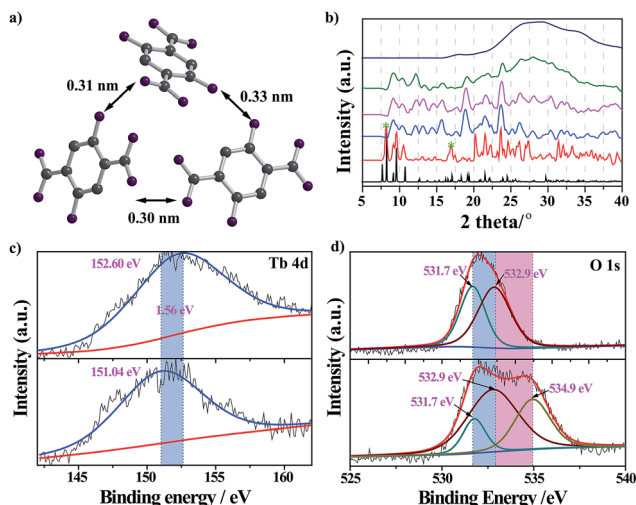 a)
0.31 nm
0.33 nm
0.30 nm
b)
Intensity (a.u.)
*
*
5 10 15 20 25 30 35 40
2 theta/°
c)
Tb 4d
152.60 eV
1.56 eV
151.04 eV
Intensity (a.u.)
145 150 155 160
Binding energy / eV
d)
O 1s
531.7 eV
532.9 eV
532.9 eV
534.9 eV
531.7 eV
Intensity (a.u.)
525 530 535 540
Binding Energy /eV